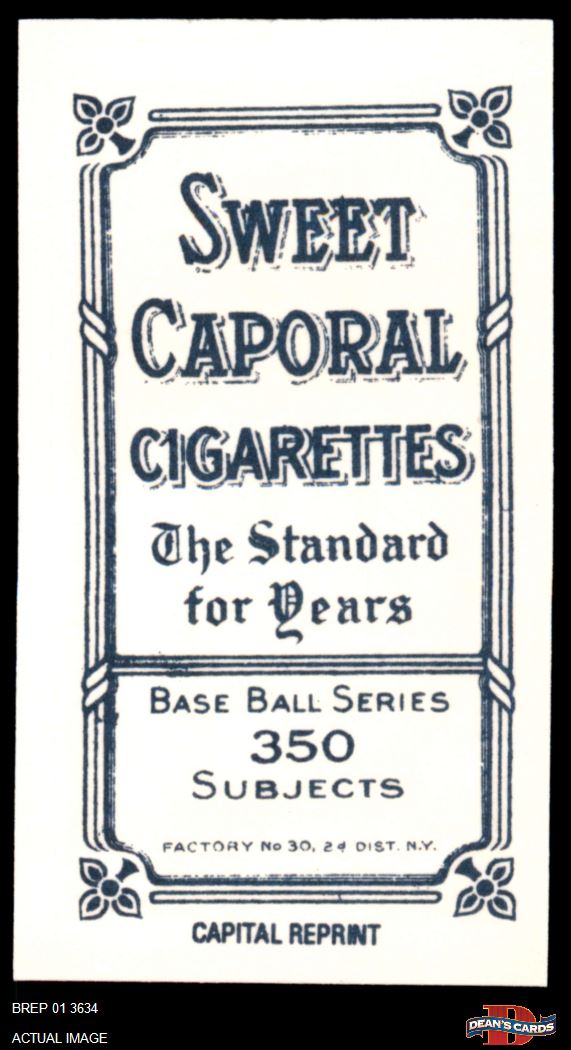 SWEET
CAPORAL
CIGARETTES
The Standard
for Years
BASE BALL SERIES
350
SUBJECTS
FACTORY No 30, 2d DIST. N.Y.
CAPITAL REPRINT
BREP 01 3634
ACTUAL IMAGE
D
DEAN'S CARDS